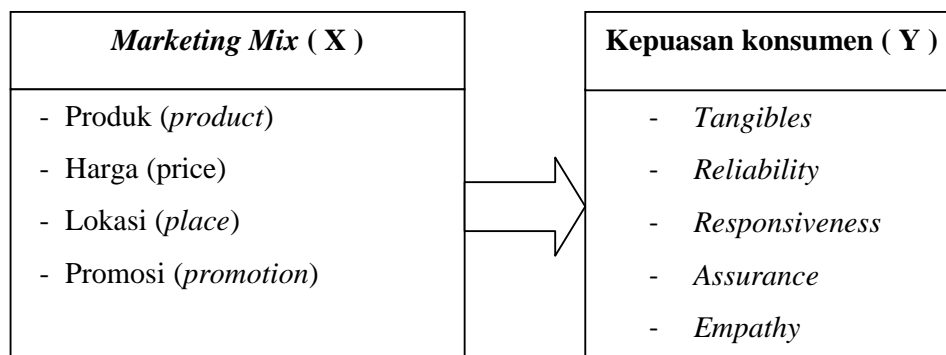 Marketing Mix ( X )
- Produk (product)
- Harga (price)
- Lokasi (place)
- Promosi (promotion)
Kepuasan konsumen ( Y )
- Tangibles
- Reliability
- Responsiveness
- Assurance
- Empathy